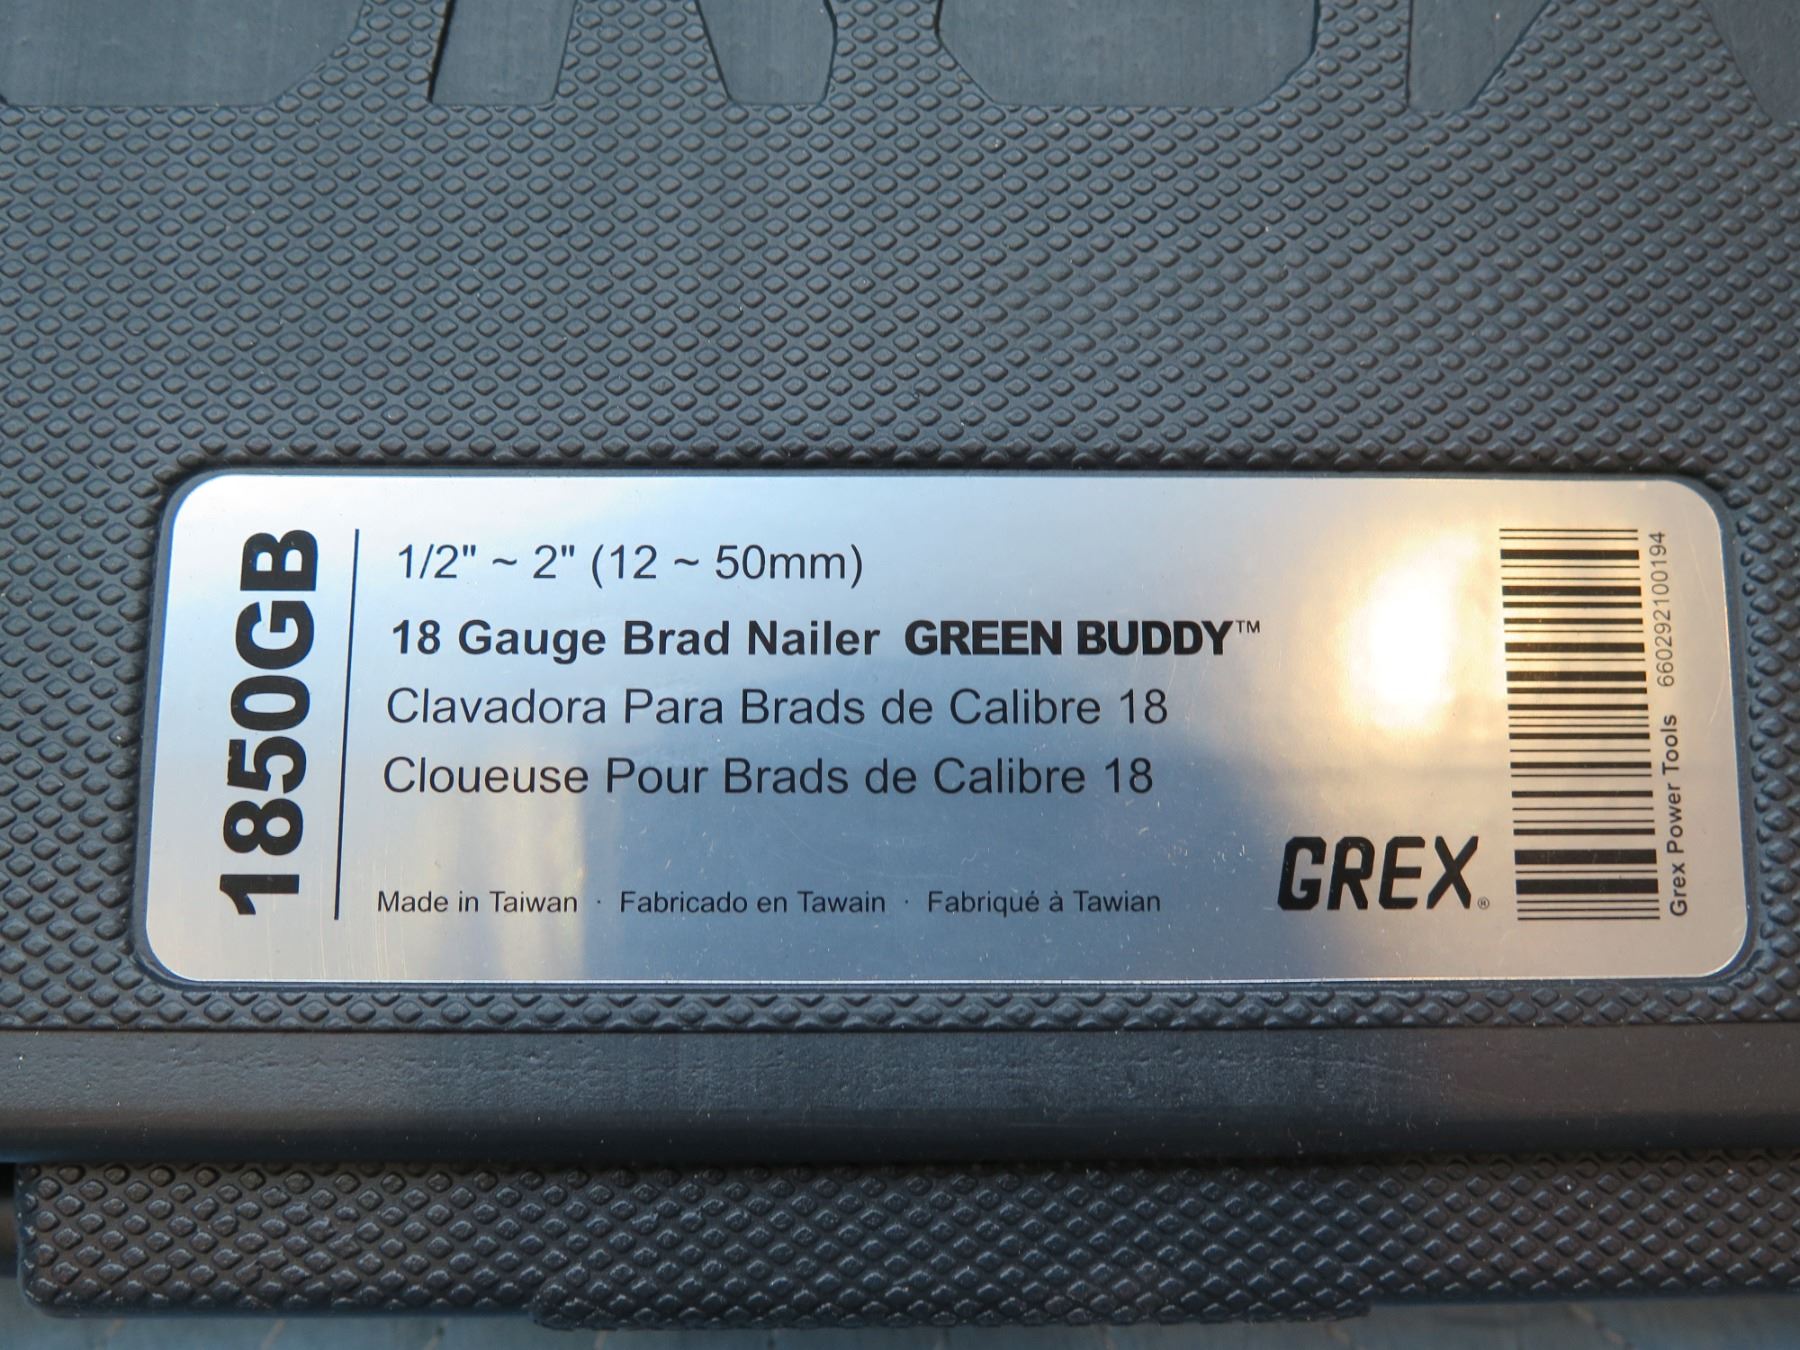 1850GB
1/2" ~ 2" (12 ~ 50mm)
18 Gauge Brad Nailer GREEN BUDDY™
Clavadora Para Brads de Calibre 18
Cloueuse Pour Brads de Calibre 18
Made in Taiwan · Fabricado en Tawain · Fabriqué à Tawian
GREX®
Grex Power Tools 660292100194